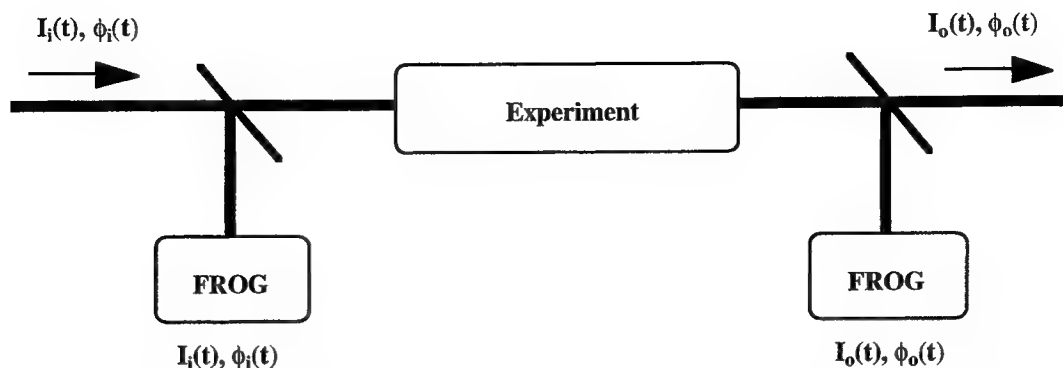 I_i(t), ϕ_i(t)
I_o(t), ϕ_o(t)
Experiment
FROG
FROG
I_i(t), ϕ_i(t)
I_o(t), ϕ_o(t)